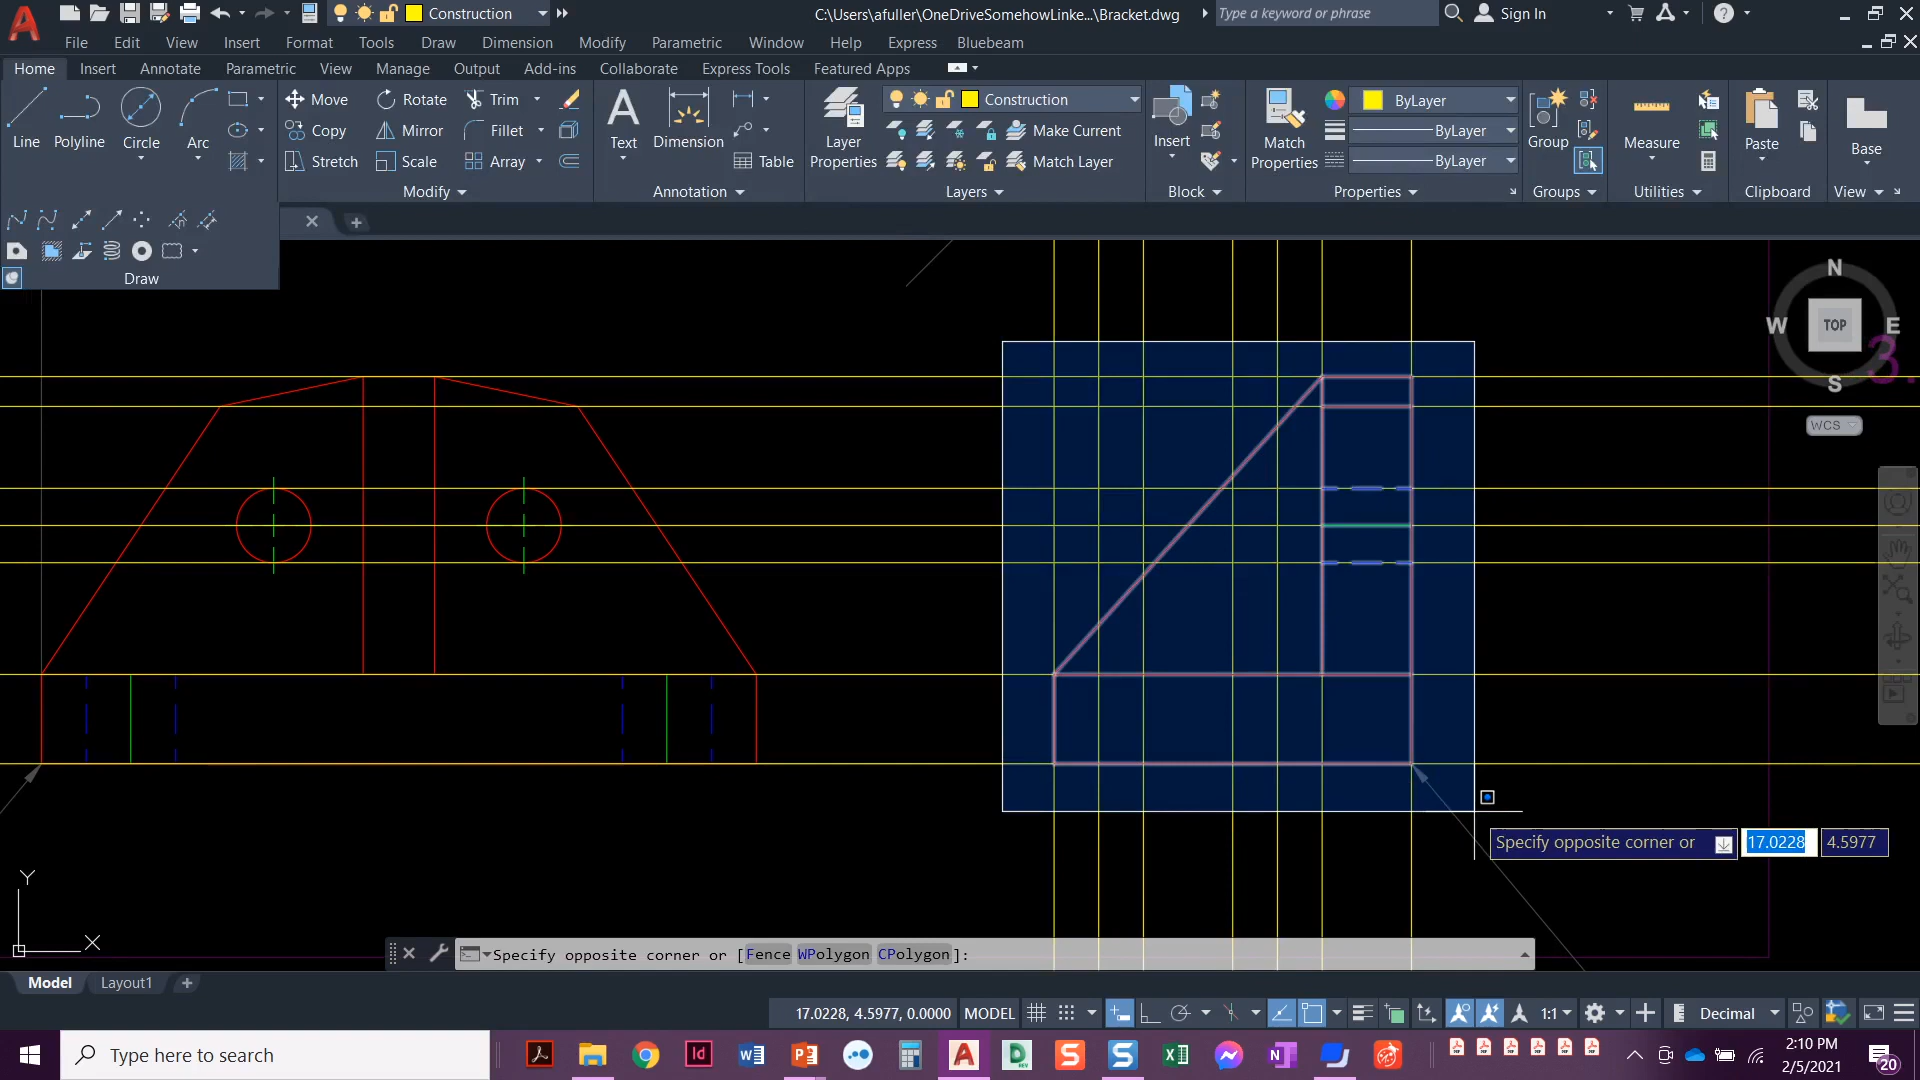 Construction
C:\Users\afuller\OneDriveSomehowLinke...\Bracket.dwg
Type a keyword or phrase
Sign In
File Edit View Insert Format Tools Draw Dimension Modify Parametric Window Help Express Bluebeam
Home Insert Annotate Parametric View Manage Output Add-ins Collaborate Express Tools Featured Apps
Line Polyline Circle Arc
Move Rotate Trim
Copy Mirror Fillet
Stretch Scale Array
Modify
Text Dimension Table
Annotation
Layer Properties
Construction
Make Current
Match Layer
Layers
Insert
Block
Match Properties
ByLayer
ByLayer
ByLayer
Properties
Group
Groups
Measure
Utilities
Paste
Clipboard
Base
View
Draw
N
W TOP E
S
3.
WCS
Specify opposite corner or 17.0228 4.5977
Y
X
Specify opposite corner or [Fence WPolygon CPolygon]:
Model Layout1
17.0228, 4.5977, 0.0000 MODEL 1:1 Decimal
Type here to search
2:10 PM
2/5/2021
20